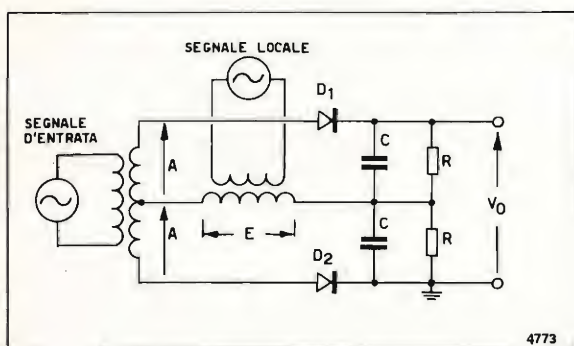 SEGNALE LOCALE
SEGNALE
D'ENTRATA
D1
A
C
R
A
E
C
R
V0
D2
4773